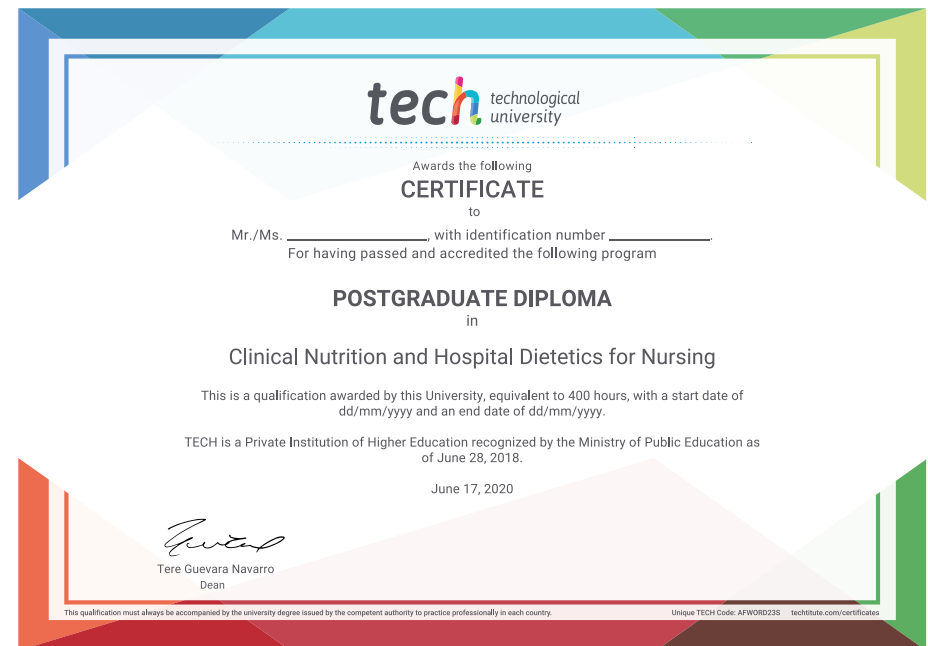 tech technological
university
Awards the following
CERTIFICATE
to
Mr./Ms. ____________________, with identification number ______________.
For having passed and accredited the following program
POSTGRADUATE DIPLOMA
in
Clinical Nutrition and Hospital Dietetics for Nursing
This is a qualification awarded by this University, equivalent to 400 hours, with a start date of
dd/mm/yyyy and an end date of dd/mm/yyyy.
TECH is a Private Institution of Higher Education recognized by the Ministry of Public Education as
of June 28, 2018.
June 17, 2020
Tere Guevara Navarro
Dean
This qualification must always be accompanied by the university degree issued by the competent authority to practice professionally in each country. Unique TECH Code: AFWORD23S techtitute.com/certificates